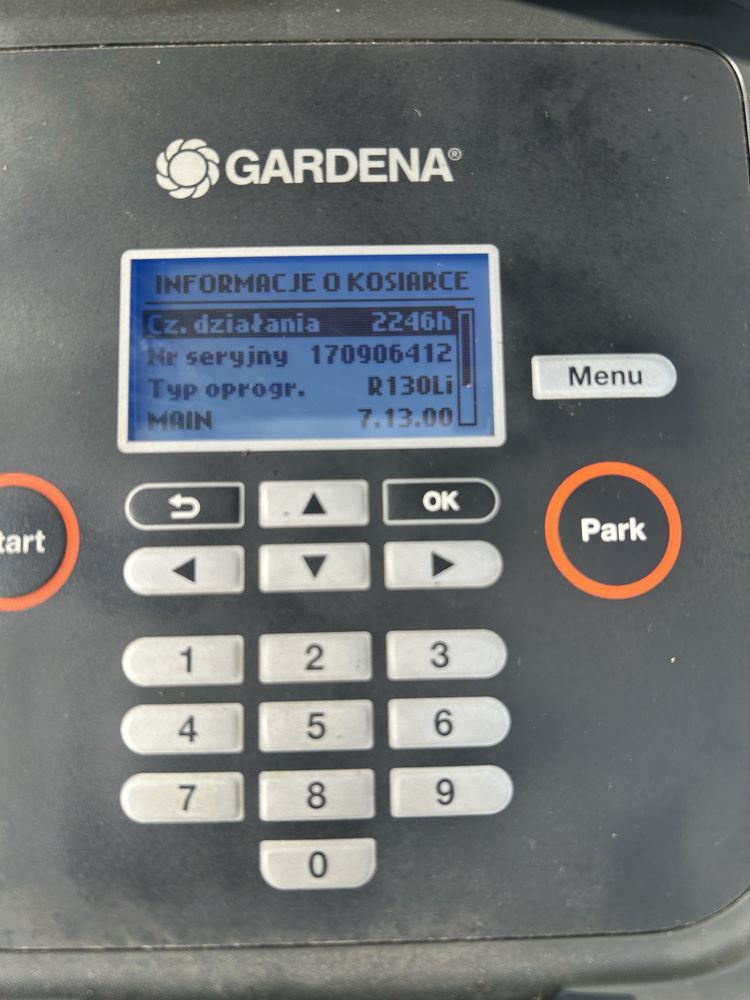 GARDENA®
INFORMACJE O KOSIARCE
Cz. działania 2246h
Nr seryjny 170906412
Typ oprogr. R130Li
MAIN 7.13.00
Menu
OK
tart
Park
1 2 3
4 5 6
7 8 9
0